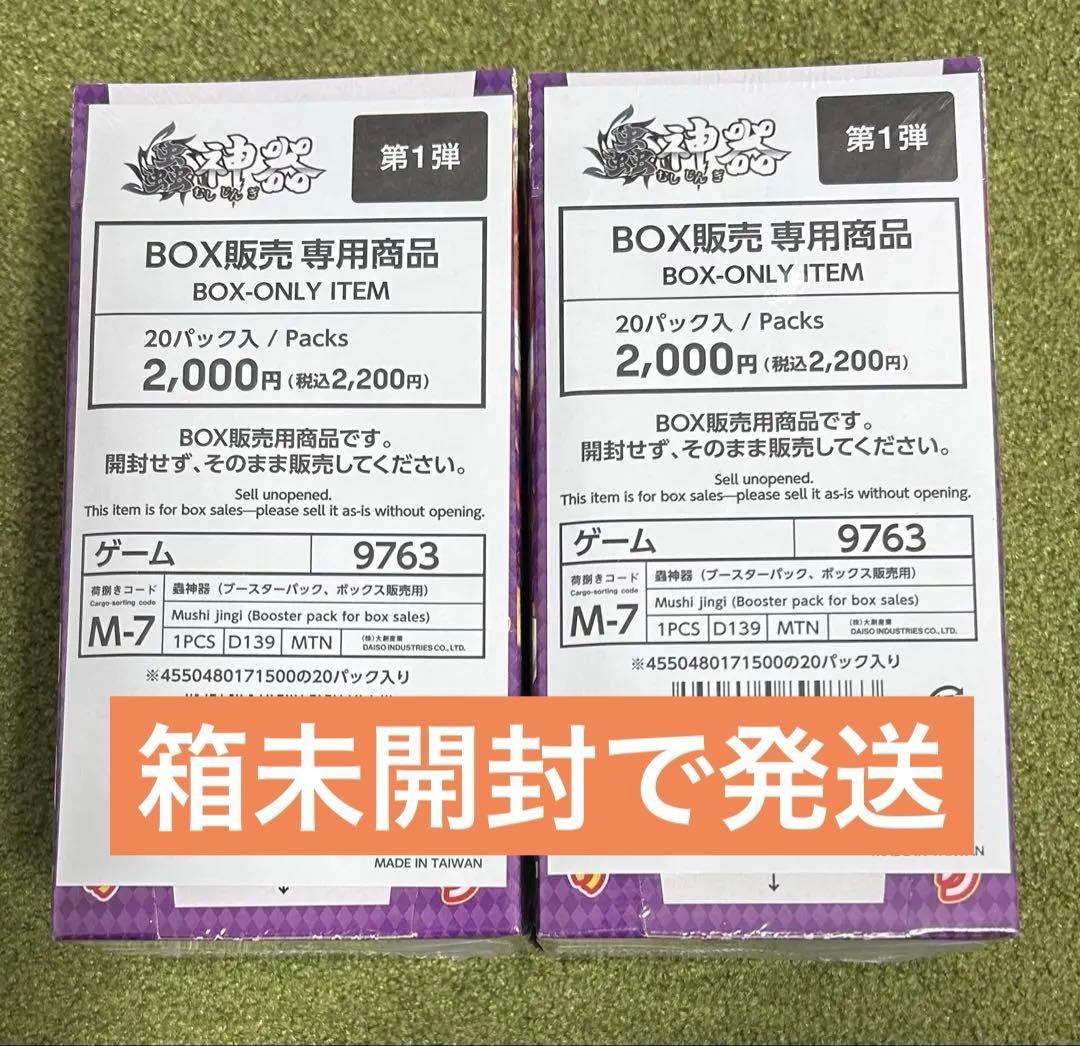 蟲神器
むしじんぎ
第1弾
BOX販売 専用商品
BOX-ONLY ITEM
20パック入 / Packs
2,000円 (税込2,200円)
BOX販売用商品です。
開封せず、そのまま販売してください。
Sell unopened.
This item is for box sales—please sell it as-is without opening.
ゲーム 9763
荷捌きコード
Cargo-sorting code
M-7
蟲神器（ブースターパック、ボックス販売用）
Mushi jingi (Booster pack for box sales)
1PCS D139 MTN
(株)大創産業
DAISO INDUSTRIES CO., LTD.
※4550480171500の20パック入り
MADE IN TAIWAN
蟲神器
むしじんぎ
第1弾
BOX販売 専用商品
BOX-ONLY ITEM
20パック入 / Packs
2,000円 (税込2,200円)
BOX販売用商品です。
開封せず、そのまま販売してください。
Sell unopened.
This item is for box sales—please sell it as-is without opening.
ゲーム 9763
荷捌きコード
Cargo-sorting code
M-7
蟲神器（ブースターパック、ボックス販売用）
Mushi jingi (Booster pack for box sales)
1PCS D139 MTN
(株)大創産業
DAISO INDUSTRIES CO., LTD.
※4550480171500の20パック入り
箱未開封で発送